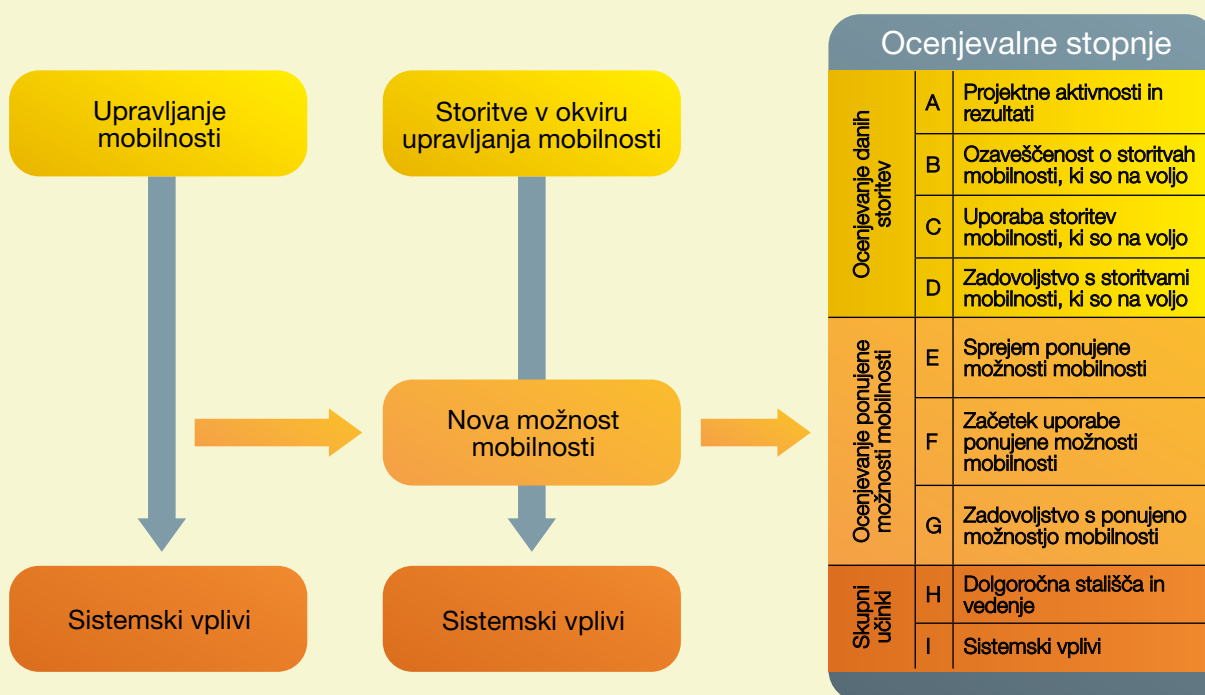 Upravljanje
mobilnosti
Sistemski vplivi
Storitve v okviru
upravljanja mobilnosti
Nova možnost
mobilnosti
Sistemski vplivi
Ocenjevalne stopnje
Ocenjevanje danih
storitev
A
Projektne aktivnosti in
rezultati
B
Ozaveščenost o storitvah
mobilnosti, ki so na voljo
C
Uporaba storitev
mobilnosti, ki so na voljo
D
Zadovoljstvo s storitvami
mobilnosti, ki so na voljo
Ocenjevanje ponujene
možnosti mobilnosti
E
Sprejem ponujene
možnosti mobilnosti
F
Začetek uporabe
ponujene možnosti
mobilnosti
G
Zadovoljstvo s ponujeno
možnostjo mobilnosti
Skupni
učinki
H
Dolgoročna stališča in
vedenje
I
Sistemski vplivi